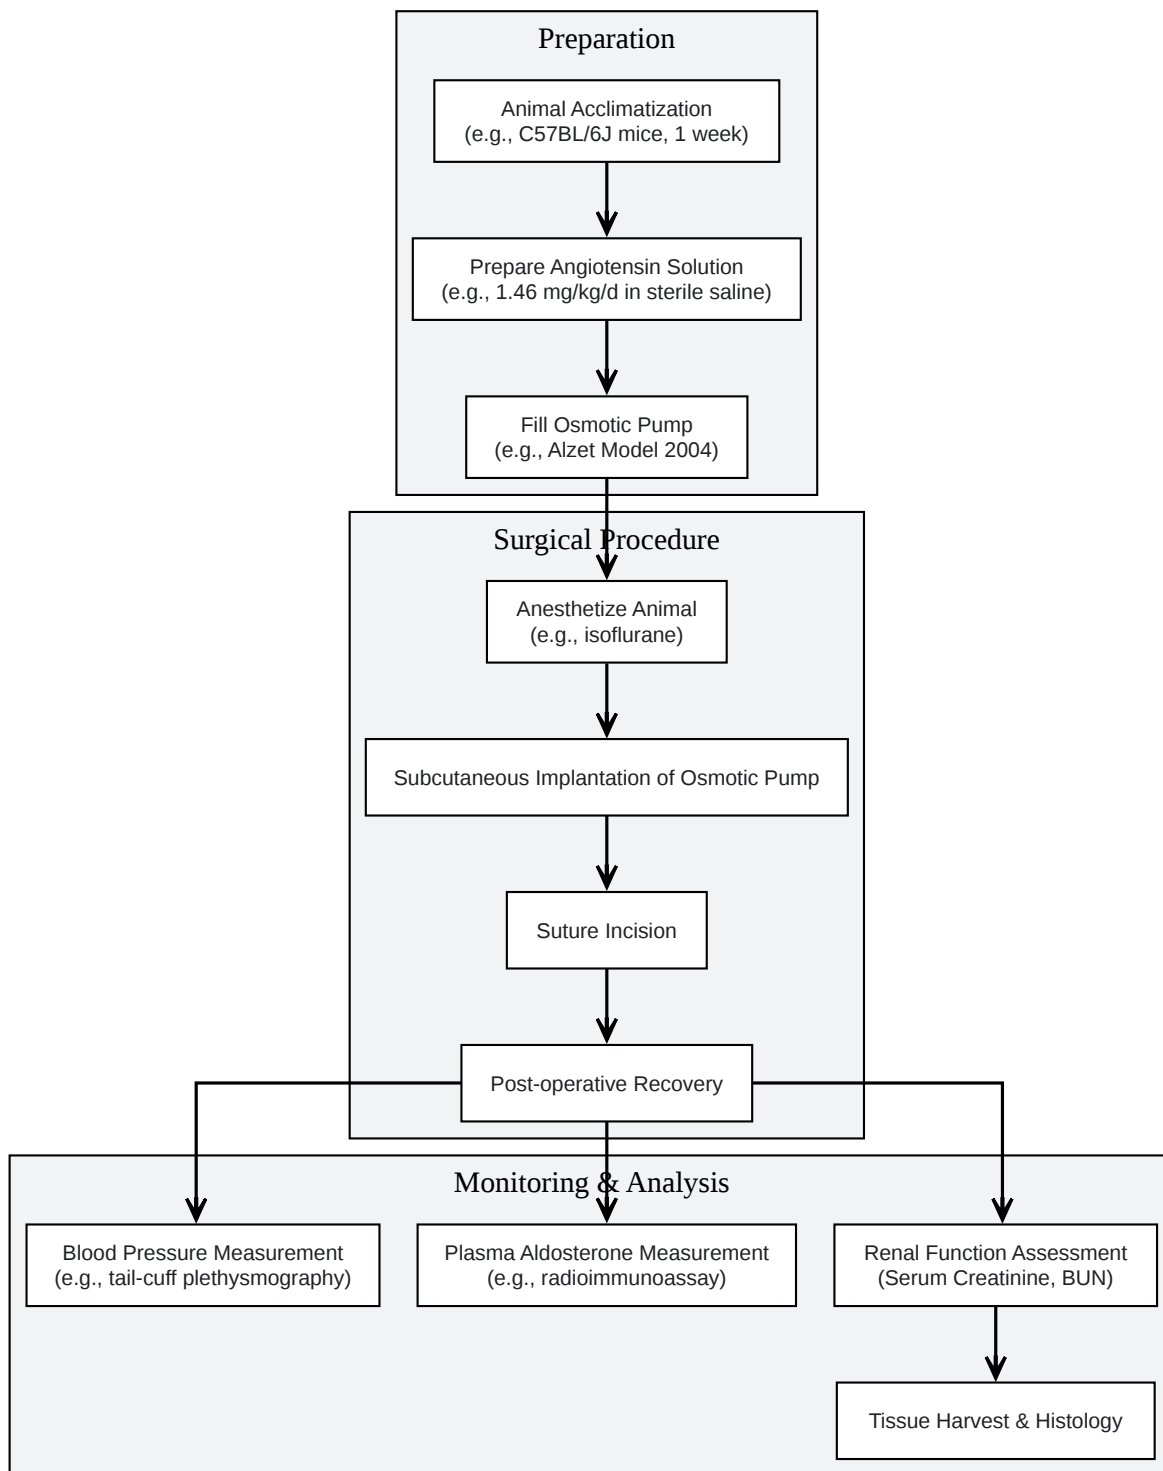 Preparation
Animal Acclimatization
(e.g., C57BL/6J mice, 1 week)
Prepare Angiotensin Solution
(e.g., 1.46 mg/kg/d in sterile saline)
Fill Osmotic Pump
(e.g., Alzet Model 2004)
Surgical Procedure
Anesthetize Animal
(e.g., isoflurane)
Subcutaneous Implantation of Osmotic Pump
Suture Incision
Post-operative Recovery
Monitoring & Analysis
Blood Pressure Measurement
(e.g., tail-cuff plethysmography)
Plasma Aldosterone Measurement
(e.g., radioimmunoassay)
Renal Function Assessment
(Serum Creatinine, BUN)
Tissue Harvest & Histology